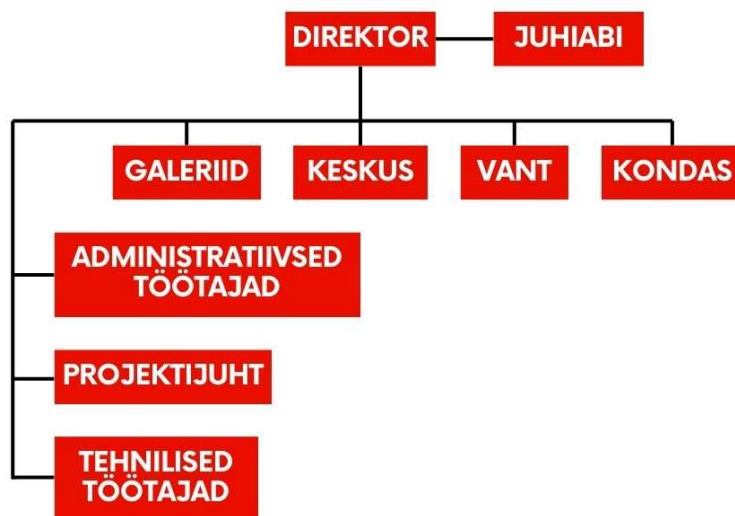 DIREKTOR
JUHIABI
GALERIID
KESKUS
VANT
KONDAS
ADMINISTRATIIVSED
TÖÖTAJAD
PROJEKTIJUHT
TEHNILISED
TÖÖTAJAD